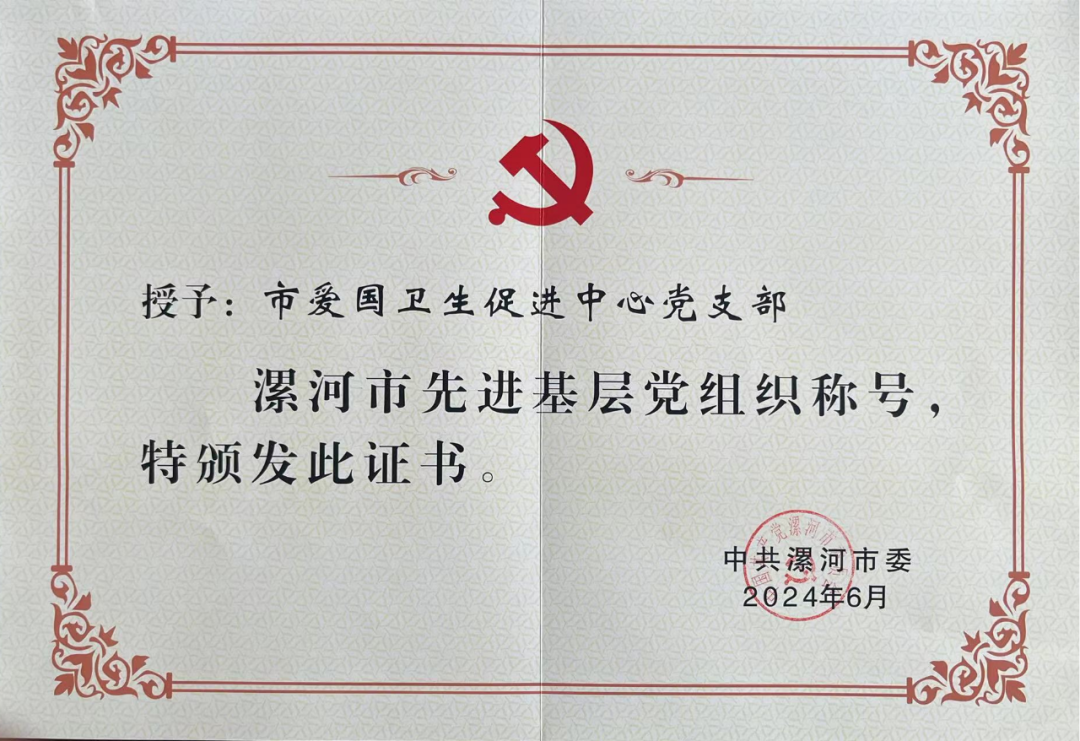 授予：市爱国卫生促进中心党支部
漯河市先进基层党组织称号，
特颁发此证书。
中共漯河市委
2024年6月